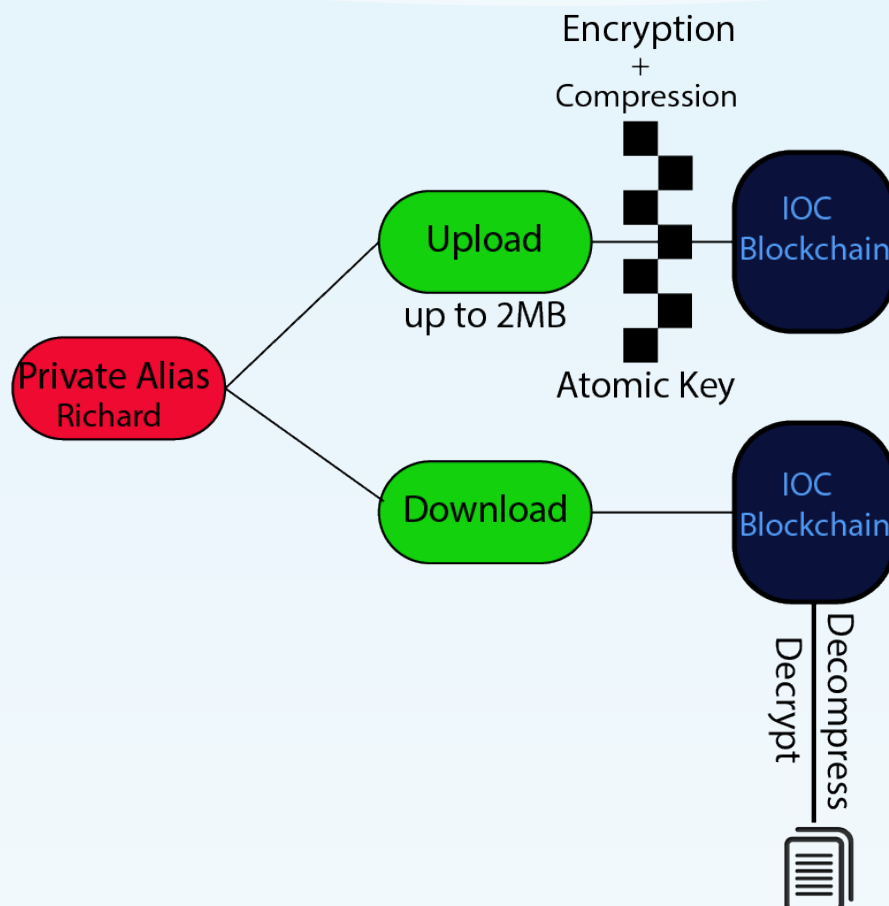 Encryption
+
Compression
Upload
up to 2MB
Atomic Key
IOC
Blockchain
Private Alias
Richard
Download
IOC
Blockchain
Decrypt
Decompress